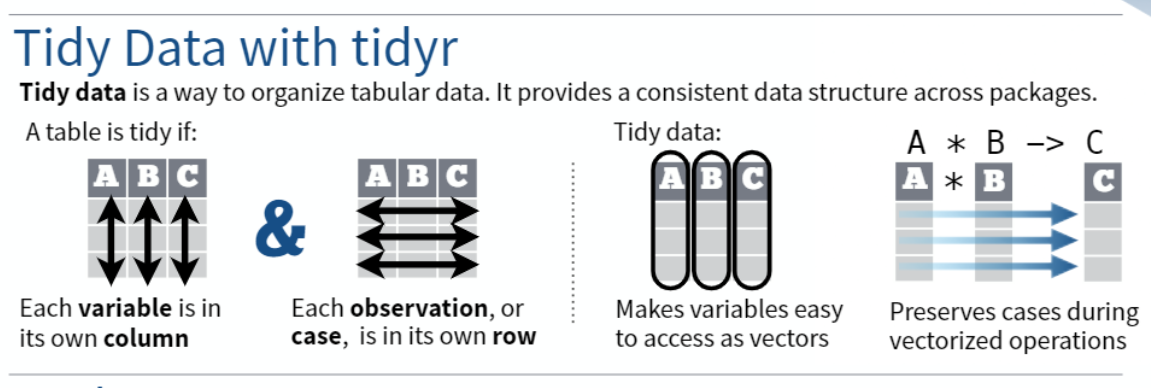 Tidy Data with tidyr
Tidy data is a way to organize tabular data. It provides a consistent data structure across packages.
A table is tidy if:
A B C
&
A B C
Each variable is in
its own column
Each observation, or
case, is in its own row
Tidy data:
A B C
Makes variables easy
to access as vectors
A * B -> C
A * B C
Preserves cases during
vectorized operations